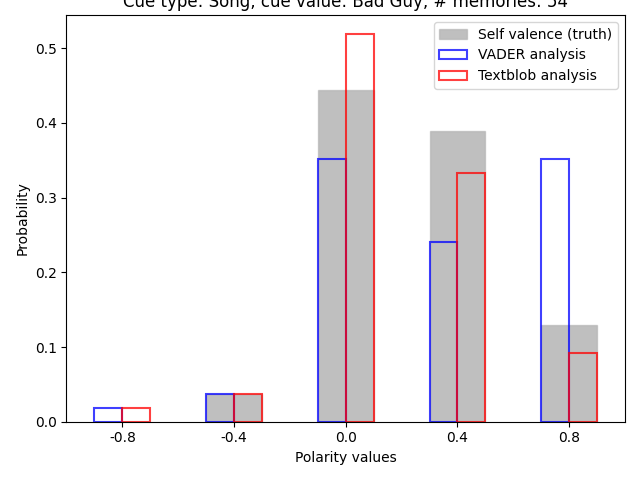 Cue type: Song, cue value: Bad Guy, # memories: 54
Self valence (truth)
VADER analysis
Textblob analysis
Probability
0.5
0.4
0.3
0.2
0.1
0.0
-0.8 -0.4 0.0 0.4 0.8
Polarity values